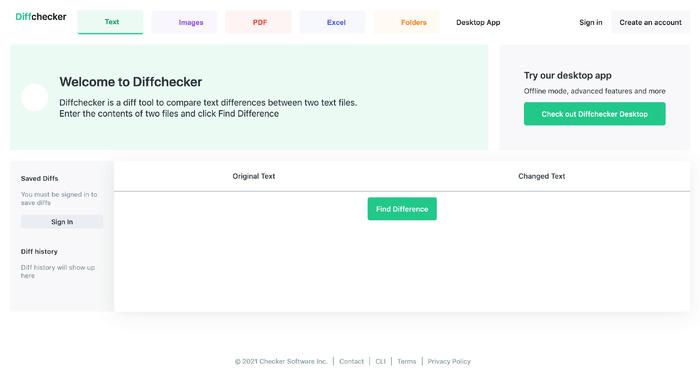 Diffchecker
Text
Images
PDF
Excel
Folders
Desktop App
Sign in
Create an account
Welcome to Diffchecker
Diffchecker is a diff tool to compare text differences between two text files.
Enter the contents of two files and click Find Difference
Try our desktop app
Offline mode, advanced features and more
Check out Diffchecker Desktop
Saved Diffs
You must be signed in to
save diffs
Sign In
Diff history
Diff history will show up
here
Original Text
Changed Text
Find Difference
© 2021 Checker Software Inc. | Contact | CLI | Terms | Privacy Policy